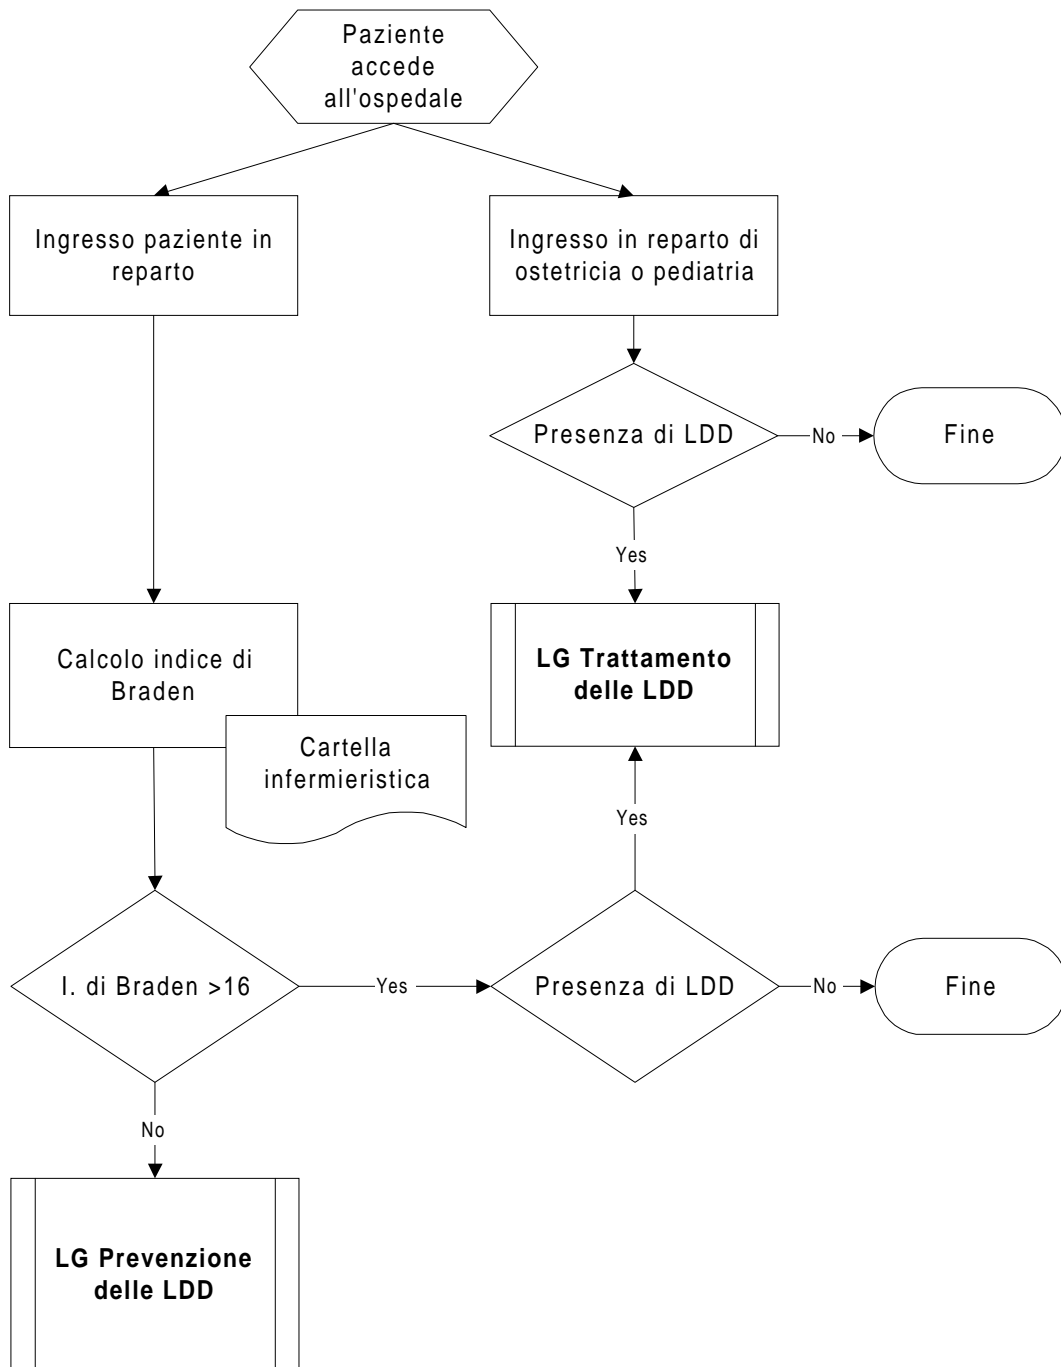 Paziente
accede
all'ospedale
Ingresso paziente in
reparto
Ingresso in reparto di
ostetricia o pediatria
Presenza di LDD
No
Fine
Yes
Calcolo indice di
Braden
LG Trattamento
delle LDD
Cartella
infermieristica
Yes
I. di Braden >16
Yes
Presenza di LDD
No
Fine
No
LG Prevenzione
delle LDD